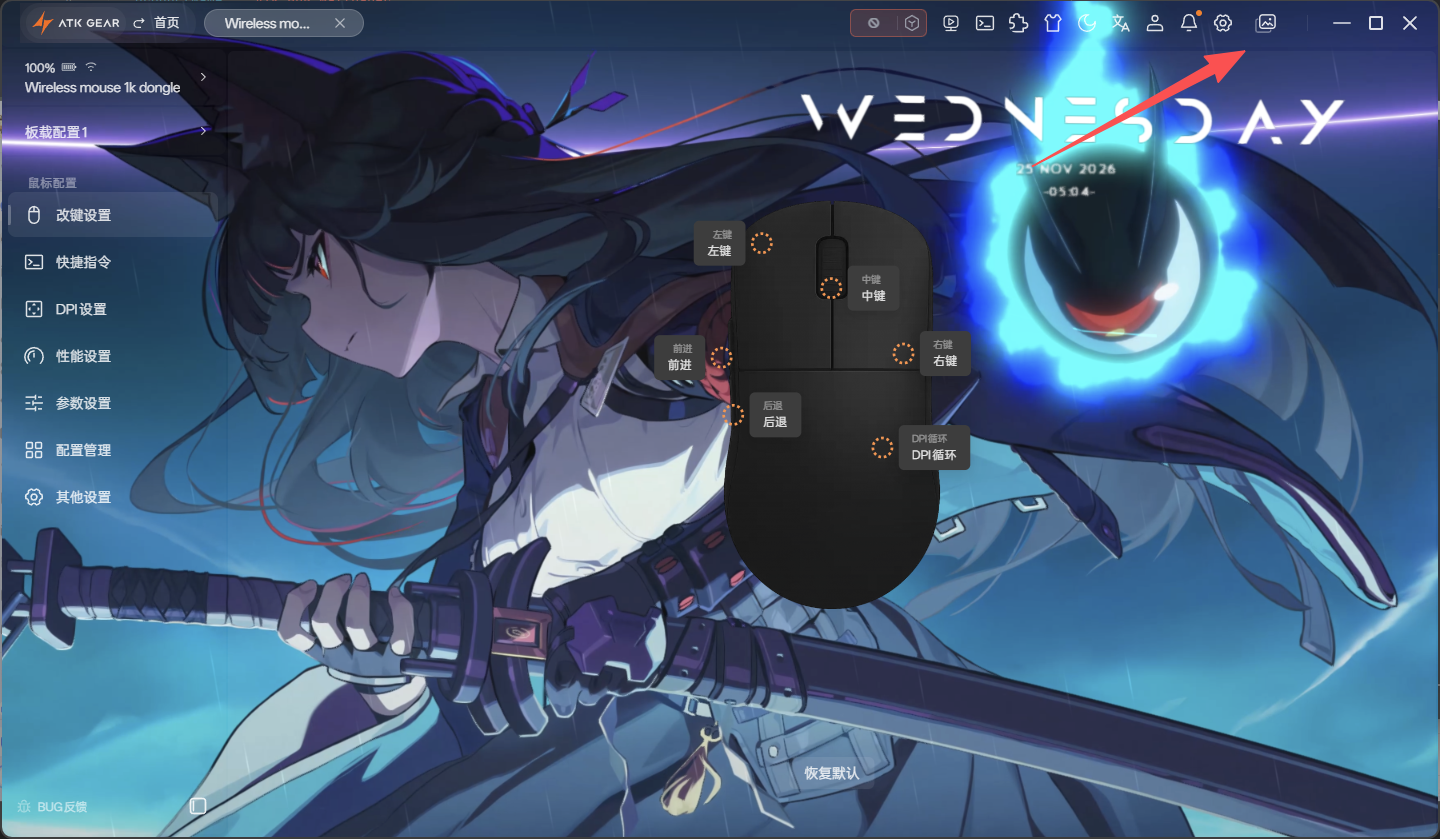 ATK GEAR
首页
Wireless mo...
100%
Wireless mouse 1k dongle
WEDNESDAY
板载配置1
25 NOV 2026
-05:04-
鼠标配置
改键设置
左键
左键
快捷指令
中键
中键
DPI设置
前进
前进
右键
右键
性能设置
参数设置
后退
后退
DPI循环
DPI循环
配置管理
其他设置
恢复默认
BUG反馈